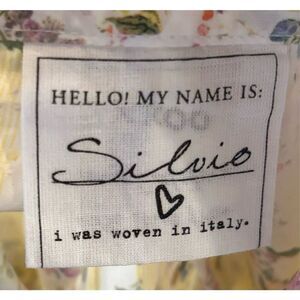 HELLO! MY NAME IS:
Silvio
i was woven in italy.